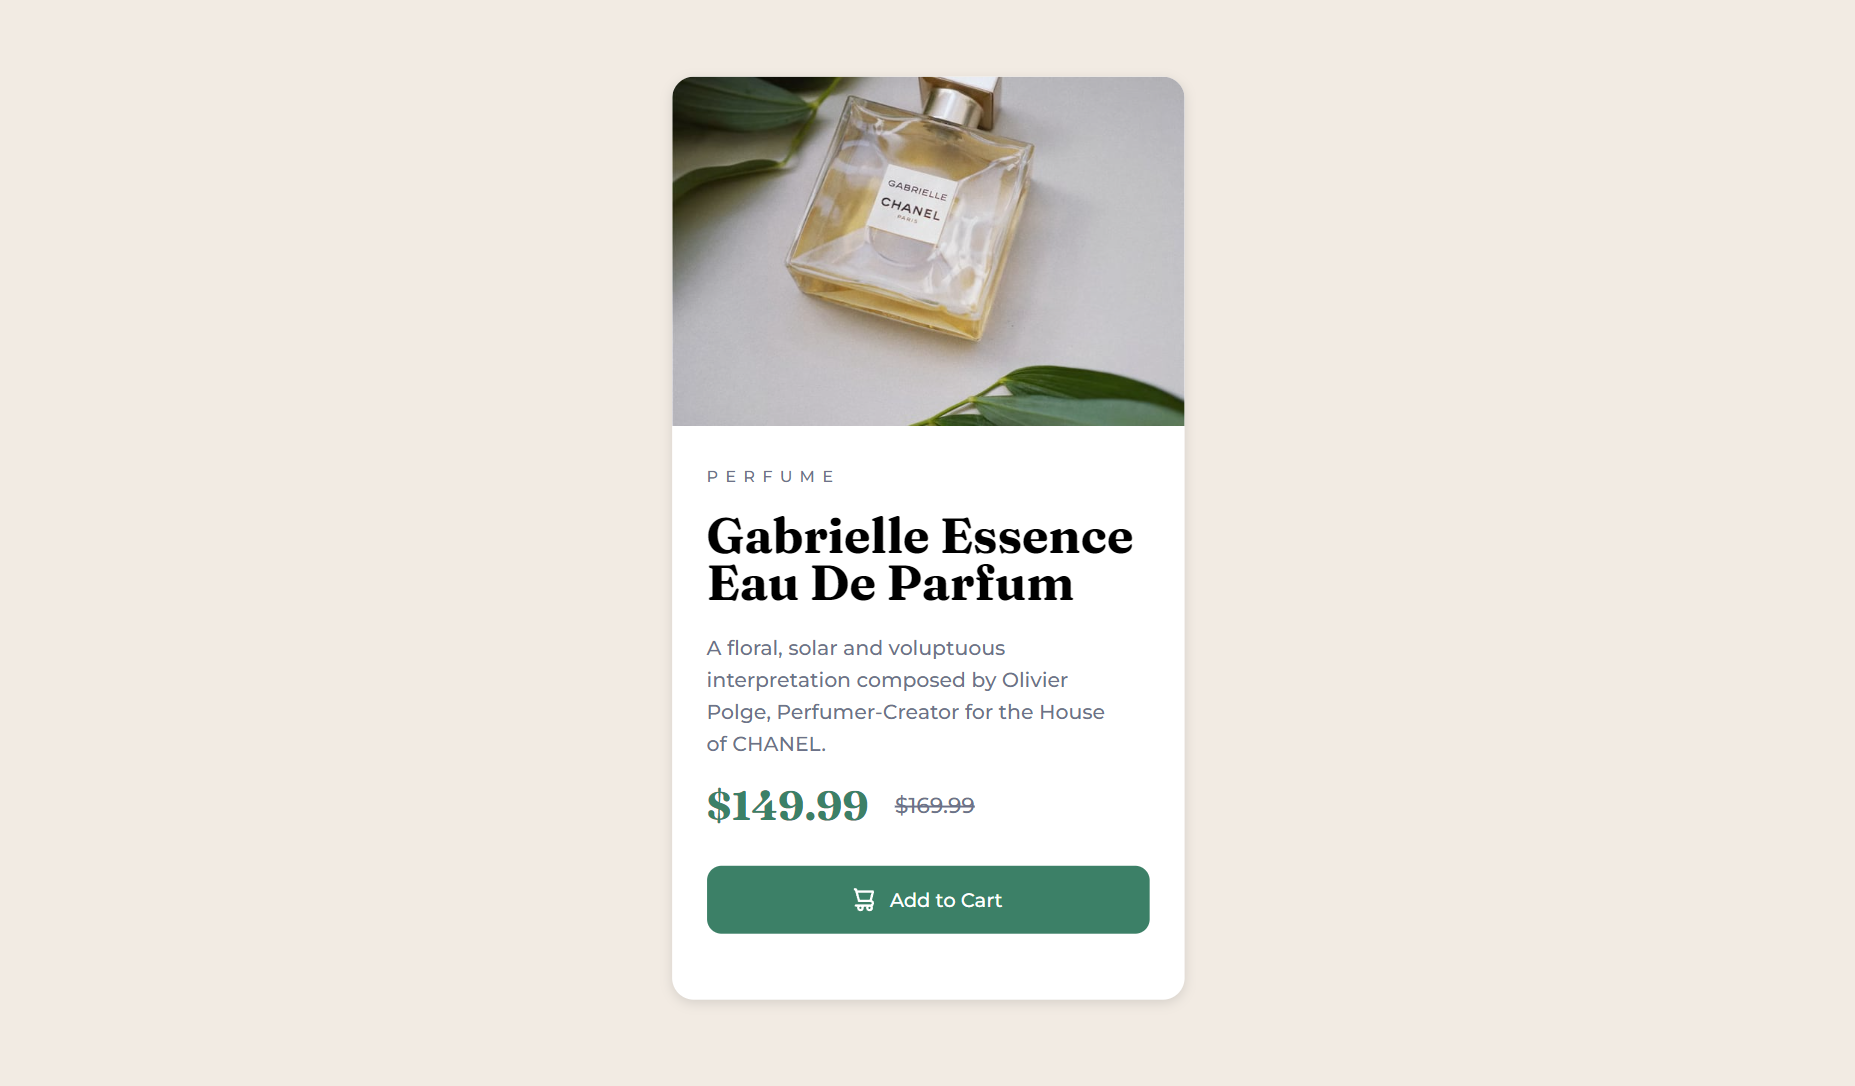 GABRIELLE
CHANEL
PARIS
PERFUME
Gabrielle Essence
Eau De Parfum
A floral, solar and voluptuous
interpretation composed by Olivier
Polge, Perfumer-Creator for the House
of CHANEL.
$149.99 $169.99
Add to Cart